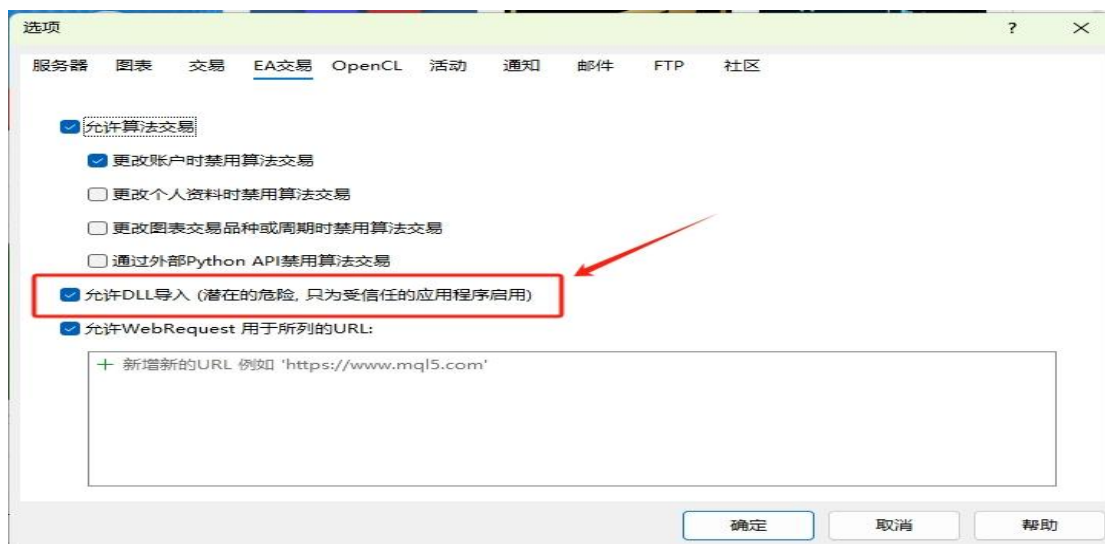 选项
?
服务器 图表 交易 EA交易 OpenCL 活动 通知 邮件 FTP 社区
允许算法交易
更改账户时禁用算法交易
更改个人资料时禁用算法交易
更改图表交易品种或周期时禁用算法交易
通过外部Python API禁用算法交易
允许DLL导入 (潜在的危险, 只为受信任的应用程序启用)
允许WebRequest 用于所列的URL:
新增新的URL 例如 'https://www.mql5.com'
确定 取消 帮助